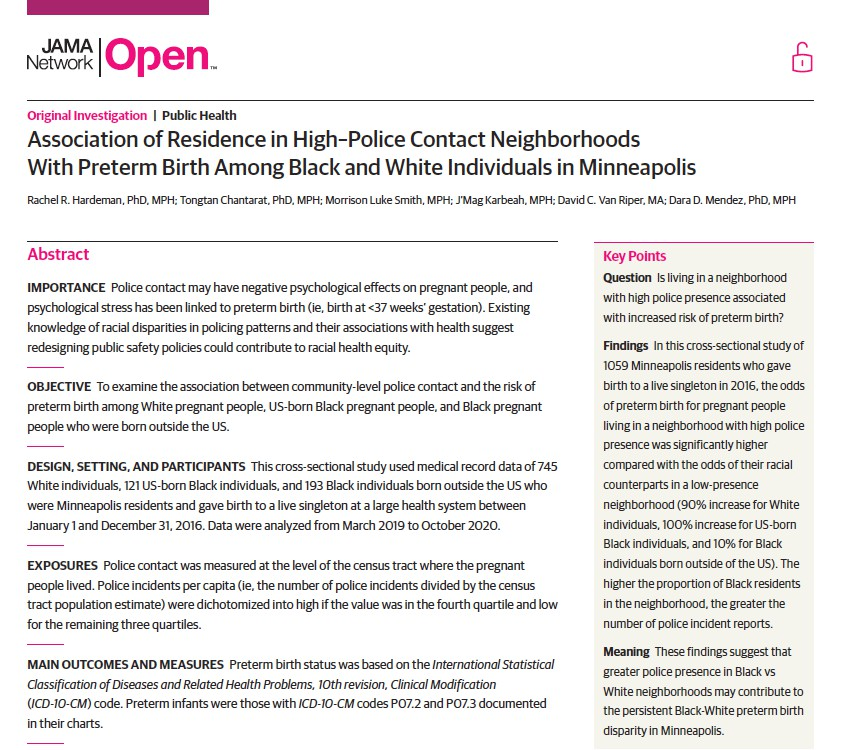 JAMA
Network
Open™
Original Investigation | Public Health
Association of Residence in High–Police Contact Neighborhoods
With Preterm Birth Among Black and White Individuals in Minneapolis
Rachel R. Hardeman, PhD, MPH; Tongtan Chantarat, PhD, MPH; Morrison Luke Smith, MPH; J'Mag Karbeah, MPH; David C. Van Riper, MA; Dara D. Mendez, PhD, MPH
Abstract
IMPORTANCE Police contact may have negative psychological effects on pregnant people, and
psychological stress has been linked to preterm birth (ie, birth at <37 weeks' gestation). Existing
knowledge of racial disparities in policing patterns and their associations with health suggest
redesigning public safety policies could contribute to racial health equity.
OBJECTIVE To examine the association between community-level police contact and the risk of
preterm birth among White pregnant people, US-born Black pregnant people, and Black pregnant
people who were born outside the US.
DESIGN, SETTING, AND PARTICIPANTS This cross-sectional study used medical record data of 745
White individuals, 121 US-born Black individuals, and 193 Black individuals born outside the US who
were Minneapolis residents and gave birth to a live singleton at a large health system between
January 1 and December 31, 2016. Data were analyzed from March 2019 to October 2020.
EXPOSURES Police contact was measured at the level of the census tract where the pregnant
people lived. Police incidents per capita (ie, the number of police incidents divided by the census
tract population estimate) were dichotomized into high if the value was in the fourth quartile and low
for the remaining three quartiles.
MAIN OUTCOMES AND MEASURES Preterm birth status was based on the International Statistical
Classification of Diseases and Related Health Problems, 10th revision, Clinical Modification
(ICD-10-CM) code. Preterm infants were those with ICD-10-CM codes P07.2 and P07.3 documented
in their charts.
Key Points
Question Is living in a neighborhood
with high police presence associated
with increased risk of preterm birth?
Findings In this cross-sectional study of
1059 Minneapolis residents who gave
birth to a live singleton in 2016, the odds
of preterm birth for pregnant people
living in a neighborhood with high police
presence was significantly higher
compared with the odds of their racial
counterparts in a low-presence
neighborhood (90% increase for White
individuals, 100% increase for US-born
Black individuals, and 10% for Black
individuals born outside of the US). The
higher the proportion of Black residents
in the neighborhood, the greater the
number of police incident reports.
Meaning These findings suggest that
greater police presence in Black vs
White neighborhoods may contribute to
the persistent Black-White preterm birth
disparity in Minneapolis.